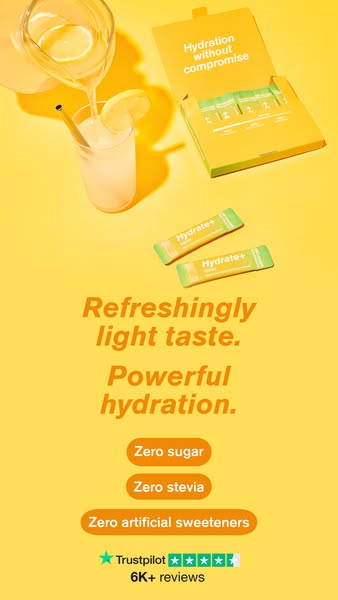 Hydration
without
compromise
Hydrate+
Hydrate+
Refreshingly
light taste.
Powerful
hydration.
Zero sugar
Zero stevia
Zero artificial sweeteners
Trustpilot
6K+ reviews